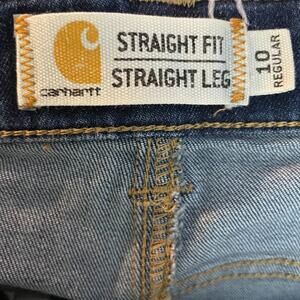 carhartt
STRAIGHT FIT
STRAIGHT LEG
10
REGULAR